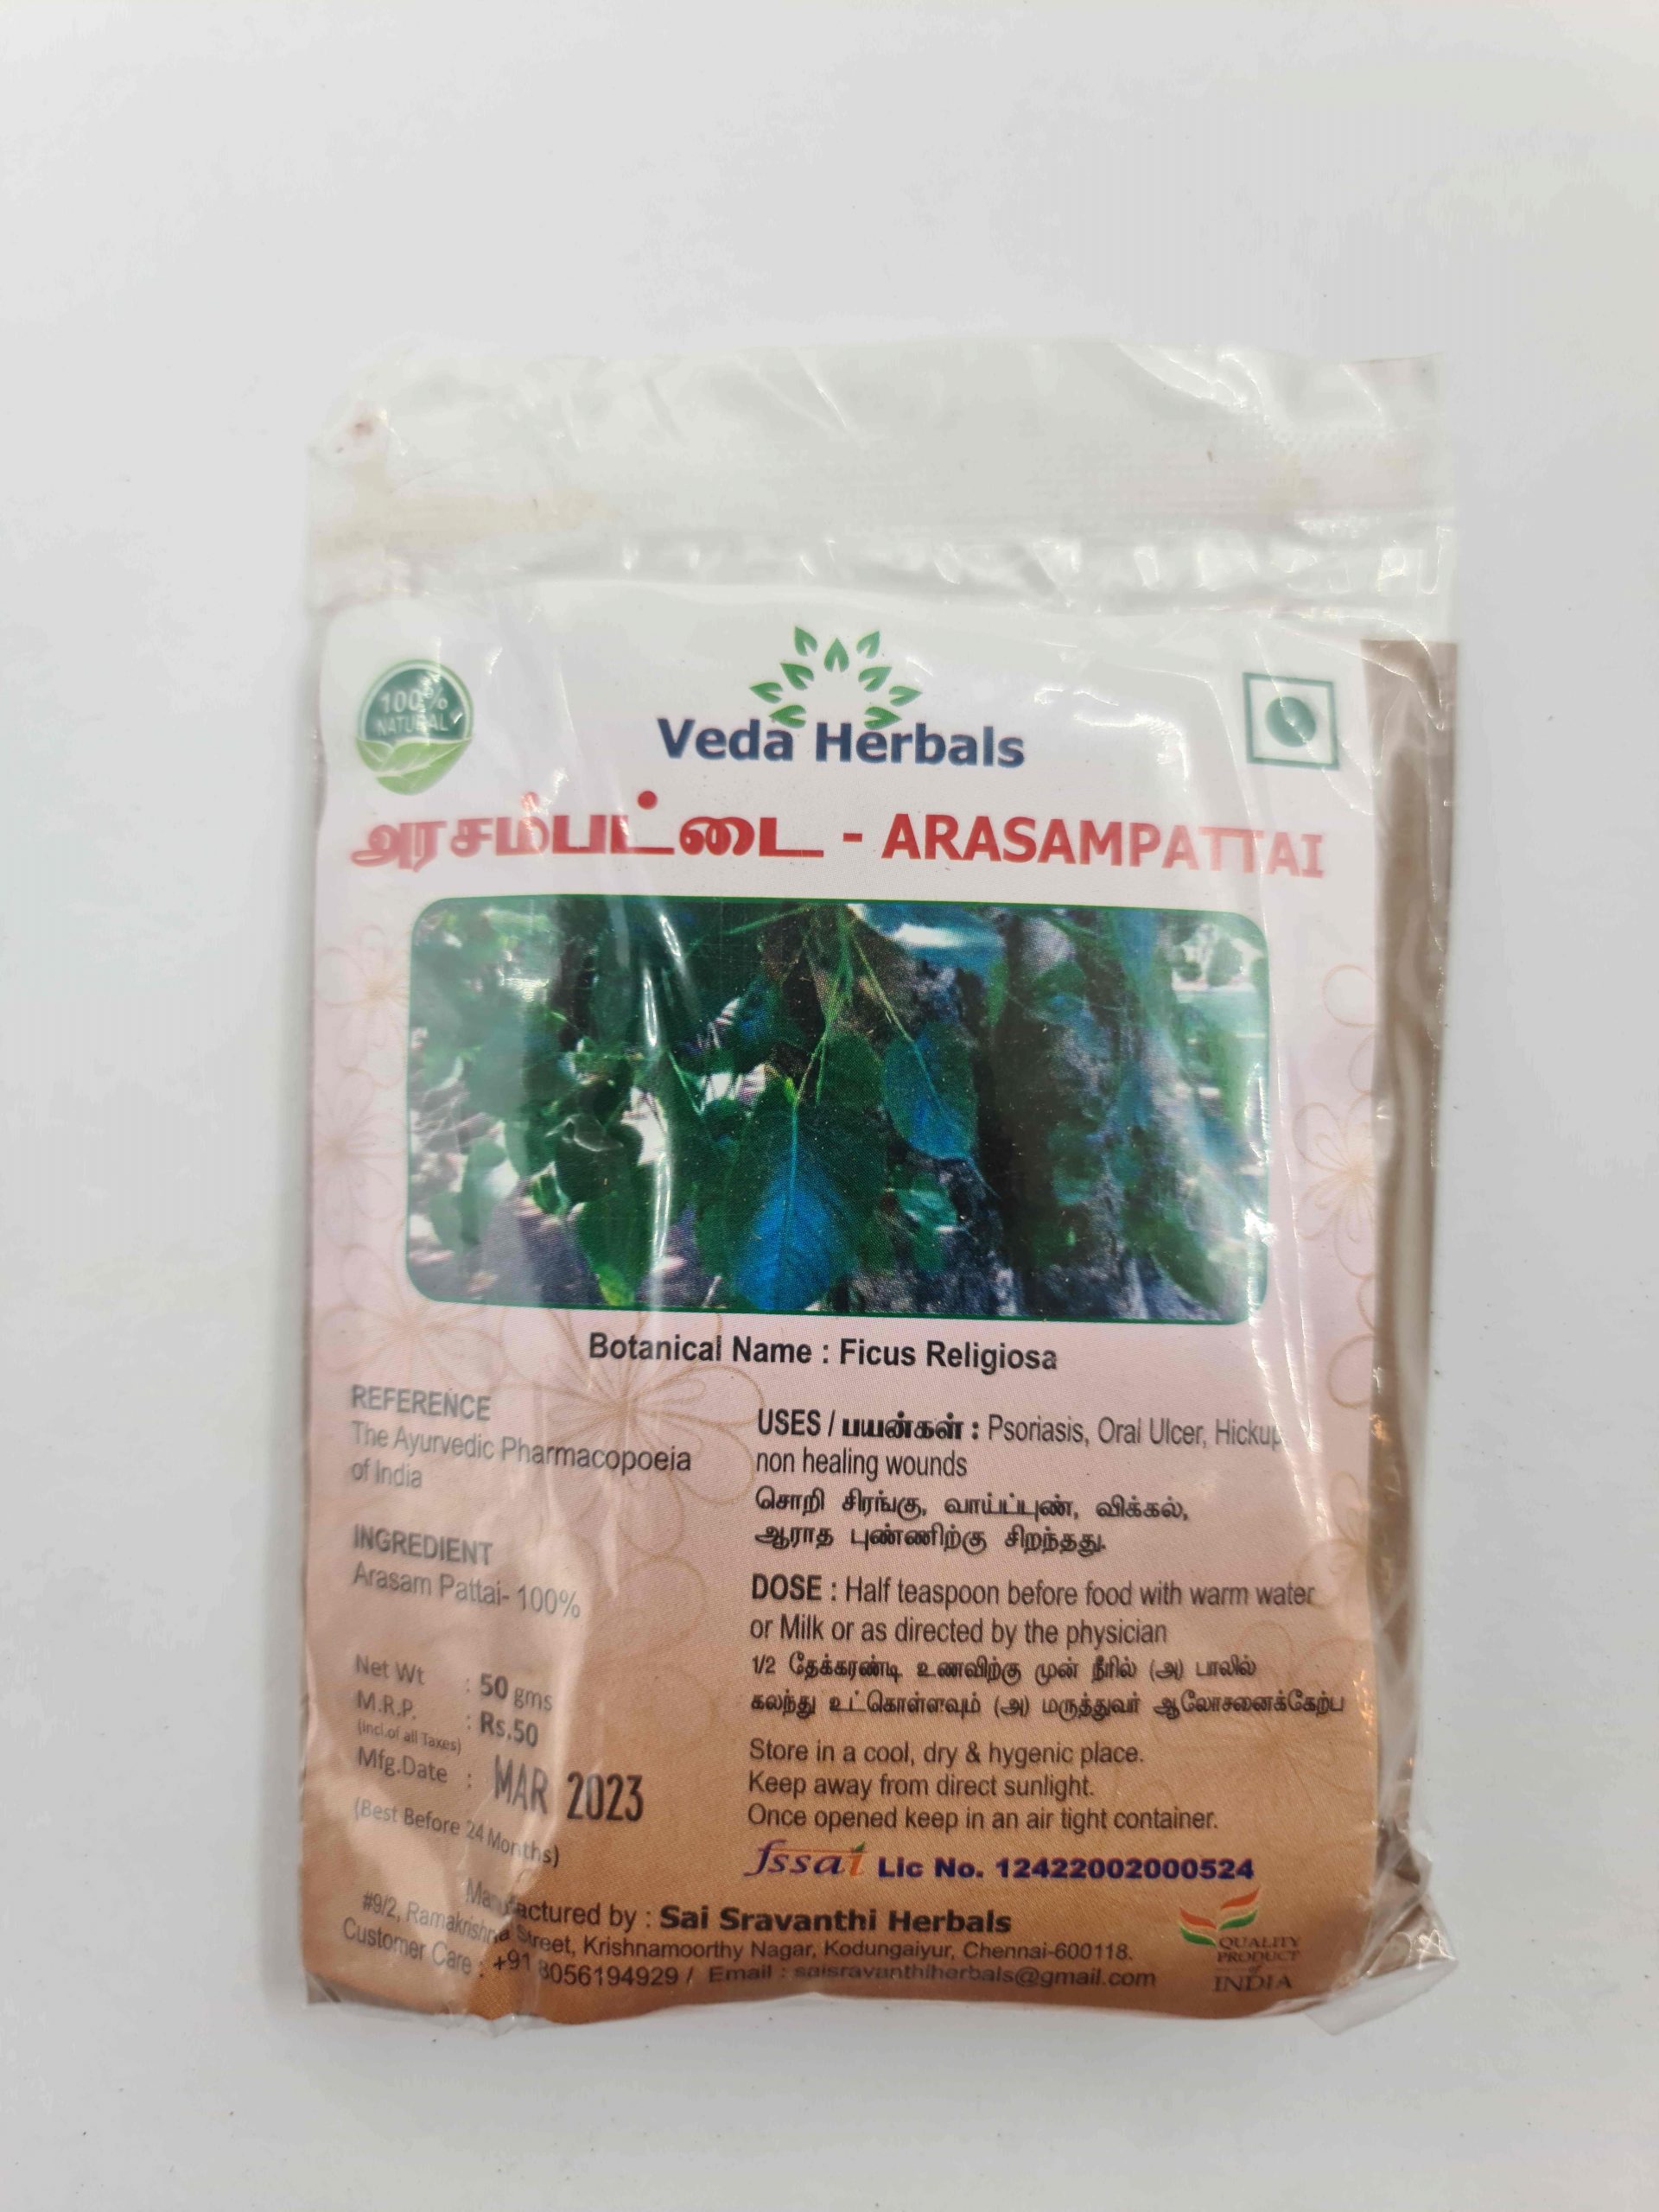 100%
NATURAL
Veda Herbals
அரசம்பட்டை - ARASAMPATTAI
Botanical Name : Ficus Religiosa
REFERENCE
The Ayurvedic Pharmacopoeia
of India
INGREDIENT
Arasam Pattai- 100%
Net Wt : 50 gms
M.R.P. : Rs.50
(incl.of all Taxes)
Mfg.Date : MAR 2023
(Best Before 24 Months)
USES / பயன்கள் : Psoriasis, Oral Ulcer,
non healing wounds
சொறி சிரங்கு, வாய்ப்புண், விக்கல்,
ஆராத புண்ணிற்கு சிறந்தது.
DOSE : Half teaspoon before food with warm water
or Milk or as directed by the physician
1/2 தேக்கரண்டி உணவிற்கு முன் நீரில் (அ) பாலில்
கலந்து உட்கொள்ளவும் (அ) மருத்துவர் ஆலோசனைக்கேற்ப
Store in a cool, dry & hygenic place.
Keep away from direct sunlight.
Once opened keep in an air tight container.
fssai Lic No. 12422002000524
Manufactured by : Sai Sravanthi Herbals
#9/2, Ramakrishna Street, Krishnamoorthy Nagar, Kodungaiyur, Chennai-600118.
Customer Care : +91 8056194929 / Email : saisravanthiherbals@gmail.com
QUALITY
PRODUCT
of
INDIA